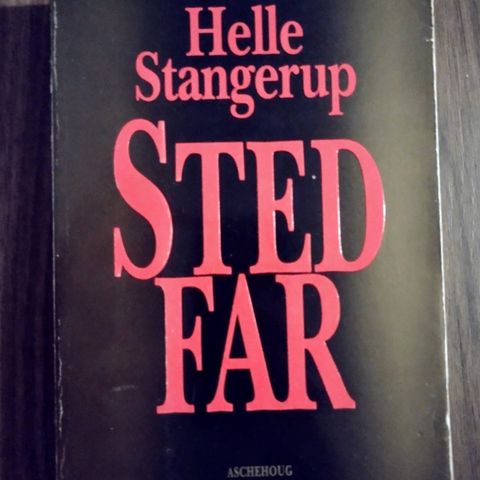 Helle
Stangerup
STED
FAR
ASCHEHOUG